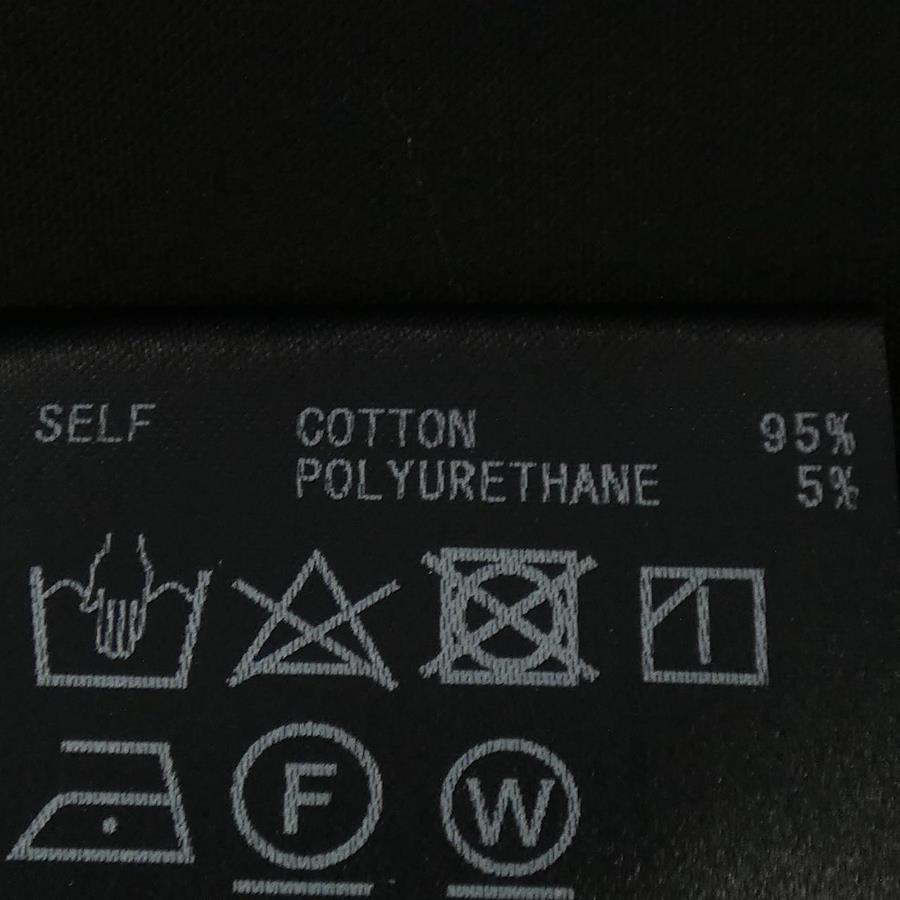 SELF COTTON 95%
POLYURETHANE 5%
F W